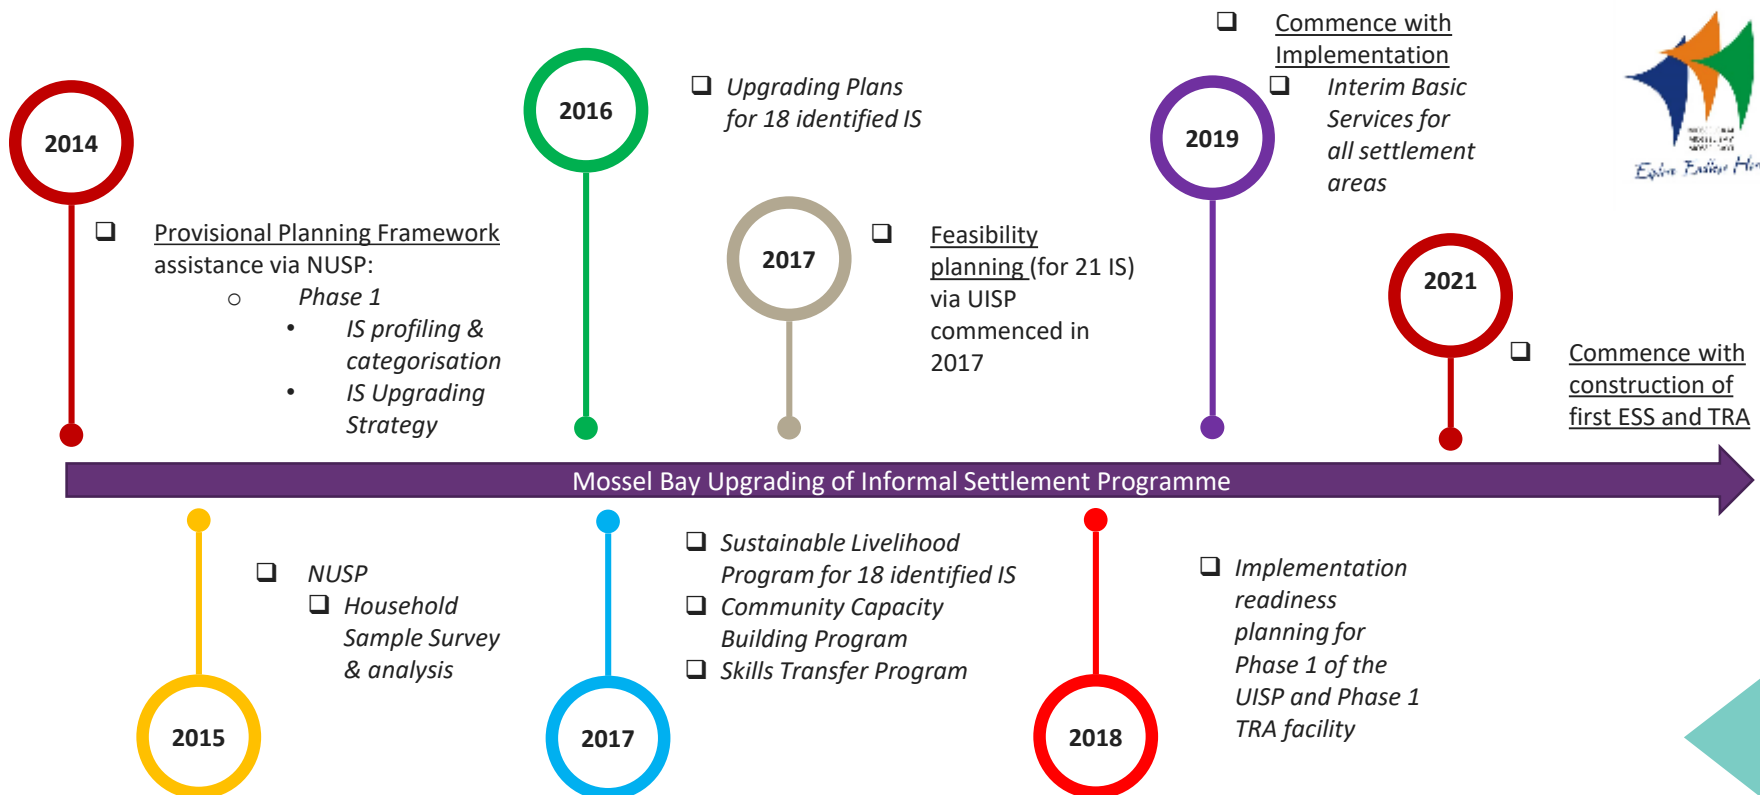 2014
❑ Provisional Planning Framework
assistance via NUSP:
o Phase 1
• IS profiling &
categorisation
• IS Upgrading
Strategy
2016
❑ Upgrading Plans
for 18 identified IS
2017
❑ Feasibility
planning (for 21 IS)
via UISP
commenced in
2017
2019
❑ Commence with
Implementation
❑ Interim Basic
Services for
all settlement
areas
2021
❑ Commence with
construction of
first ESS and TRA
Mossel Bay Upgrading of Informal Settlement Programme
2015
❑ NUSP
❑ Household
Sample Survey
& analysis
2017
❑ Sustainable Livelihood
Program for 18 identified IS
❑ Community Capacity
Building Program
❑ Skills Transfer Program
2018
❑ Implementation
readiness
planning for
Phase 1 of the
UISP and Phase 1
TRA facility